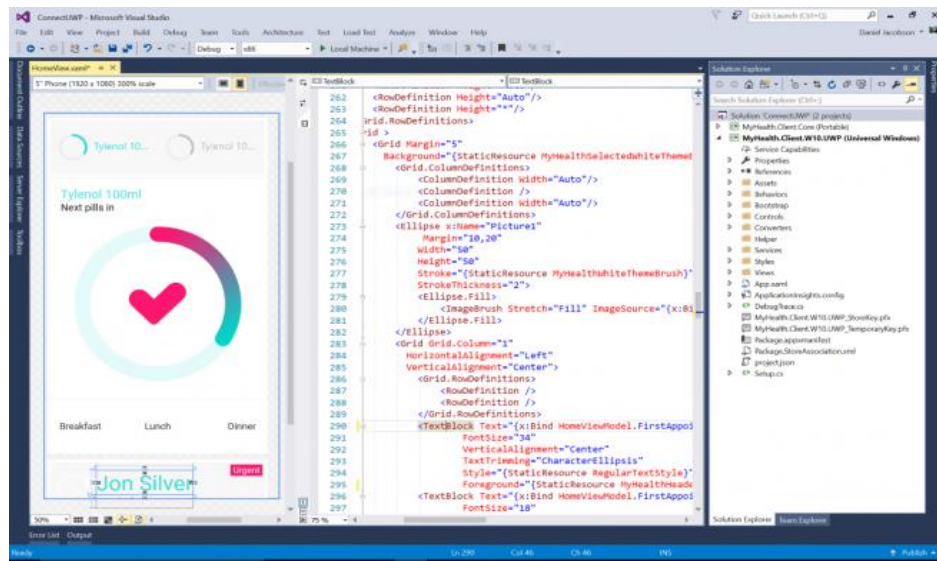 ConnectUWP - Microsoft Visual Studio
Quick Launch (Ctrl+Q)
File Edit View Project Build Debug Team Tools Architecture Test Load Test Analyze Window Help
Daniel Jacobson
Debug x86 Local Machine
HomeView.xaml*
5" Phone (1920 x 1080) 300% scale
Document Outline
Data Sources
Server Explorer
Toolbox
Tylenol 10... Tylenol 10...
Tylenol 100ml
Next pills in
Breakfast Lunch Dinner
Urgent
Jon Silver
50%
TextBlock TextBlock
262 <RowDefinition Height="Auto"/>
263 <RowDefinition Height="*"/>
264 rid.RowDefinitions>
265 id >
266 <Grid Margin="5"
267 Background="{StaticResource MyHealthSelectedWhiteThemeB
268 <Grid.ColumnDefinitions>
269 <ColumnDefinition Width="Auto"/>
270 <ColumnDefinition />
271 <ColumnDefinition Width="Auto"/>
272 </Grid.ColumnDefinitions>
273 <Ellipse x:Name="Picture1"
274 Margin="10,20"
275 Width="50"
276 Height="50"
277 Stroke="{StaticResource MyHealthWhiteThemeBrush}"
278 StrokeThickness="2">
279 <Ellipse.Fill>
280 <ImageBrush Stretch="Fill" ImageSource="{x:Bi
281 </Ellipse.Fill>
282 </Ellipse>
283 <Grid Grid.Column="1"
284 HorizontalAlignment="Left"
285 VerticalAlignment="Center">
286 <Grid.RowDefinitions>
287 <RowDefinition />
288 <RowDefinition />
289 </Grid.RowDefinitions>
290 <TextBlock Text="{x:Bind HomeViewModel.FirstAppoi
291 FontSize="34"
292 VerticalAlignment="Center"
293 TextTrimming="CharacterEllipsis"
294 Style="{StaticResource RegularTextStyle}"
295 Foreground="{StaticResource MyHealthHeade
296 <TextBlock Text="{x:Bind HomeViewModel.FirstAppoi
297 FontSize="18"
75 %
Solution Explorer
Search Solution Explorer (Ctrl+;)
Solution 'ConnectUWP' (2 projects)
MyHealth.Client.Core (Portable)
MyHealth.Client.W10.UWP (Universal Windows)
Service Capabilities
Properties
References
Assets
Behaviors
Bootstrap
Controls
Converters
Helper
Services
Styles
Views
App.xaml
ApplicationInsights.config
DebugTrace.cs
MyHealth.Client.W10.UWP_StoreKey.pfx
MyHealth.Client.W10.UWP_TemporaryKey.pfx
Package.appxmanifest
Package.StoreAssociation.xml
project.json
Setup.cs
Solution Explorer Team Explorer
Properties
Error List Output
Ready Ln 290 Col 46 Ch 46 INS Publish